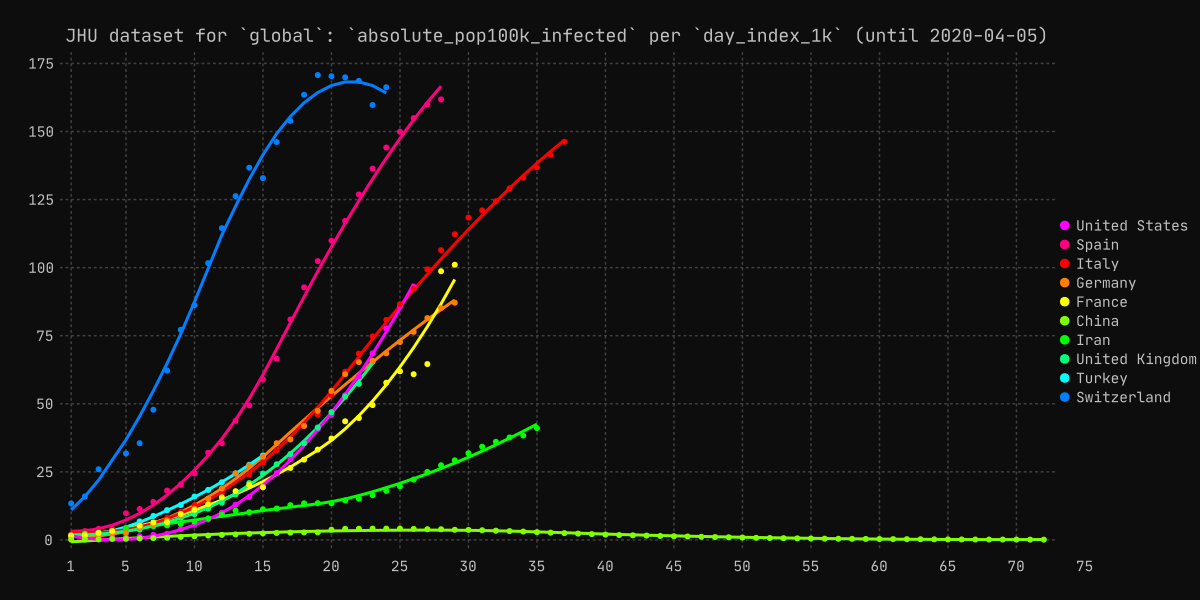 JHU dataset for `global`: `absolute_pop100k_infected` per `day_index_1k` (until 2020-04-05)
175
150
125
100
75
50
25
0
1 5 10 15 20 25 30 35 40 45 50 55 60 65 70 75
United States
Spain
Italy
Germany
France
China
Iran
United Kingdom
Turkey
Switzerland